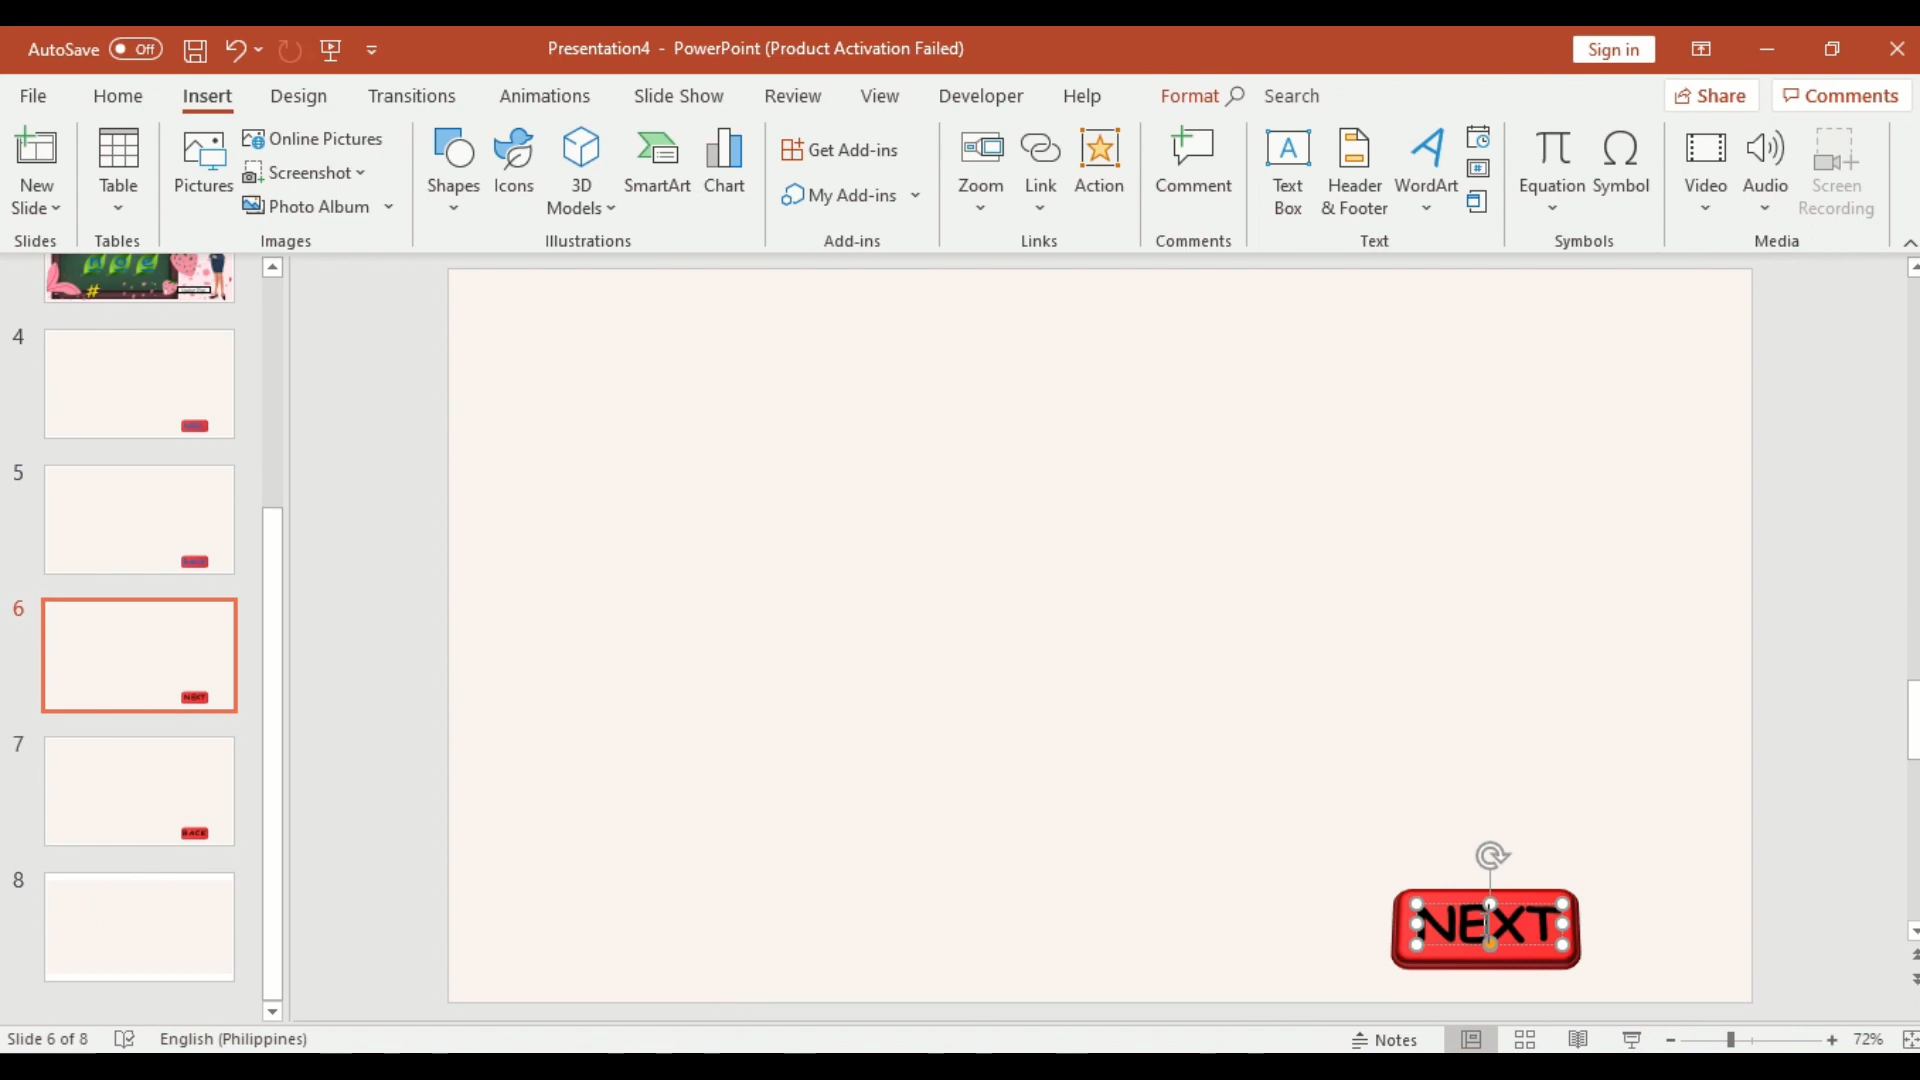 AutoSave Off Presentation4 - PowerPoint (Product Activation Failed) Sign in
File Home Insert Design Transitions Animations Slide Show Review View Developer Help Format Search Share Comments
New Slide
Slides
Table
Tables
Pictures
Online Pictures
Screenshot
Photo Album
Images
Shapes
Icons
3D Models
SmartArt
Chart
Illustrations
Get Add-ins
My Add-ins
Add-ins
Zoom
Link
Action
Links
Comment
Comments
Text Box
Header & Footer
WordArt
Text
Equation
Symbol
Symbols
Video
Audio
Screen Recording
Media
#
4
5
6
NEXT
7
BACK
8
NEXT
Slide 6 of 8 English (Philippines) Notes 72%